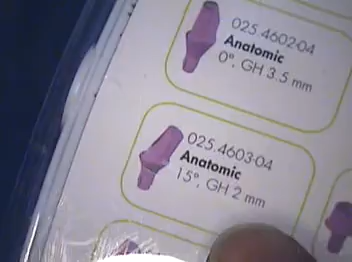 025.4602-04
Anatomic
0°, GH 3.5 mm
025.4603-04
Anatomic
15°, GH 2 mm